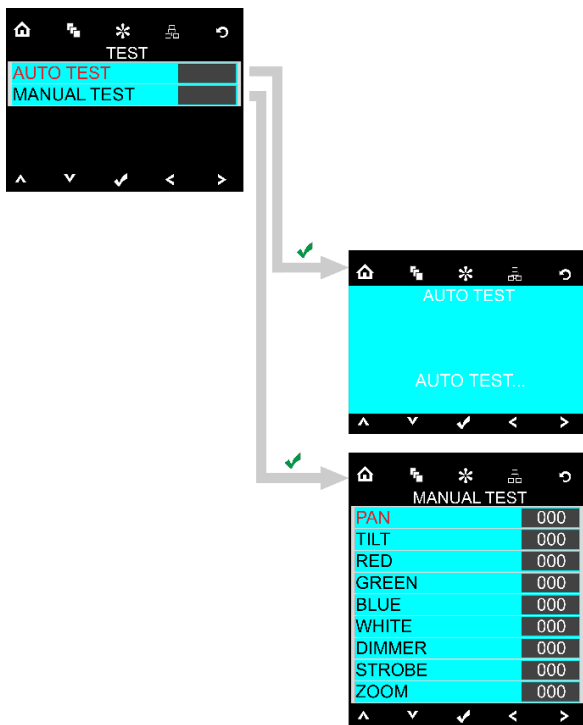 TEST
AUTO TEST
MANUAL TEST
AUTO TEST
AUTO TEST...
MANUAL TEST
PAN 000
TILT 000
RED 000
GREEN 000
BLUE 000
WHITE 000
DIMMER 000
STROBE 000
ZOOM 000